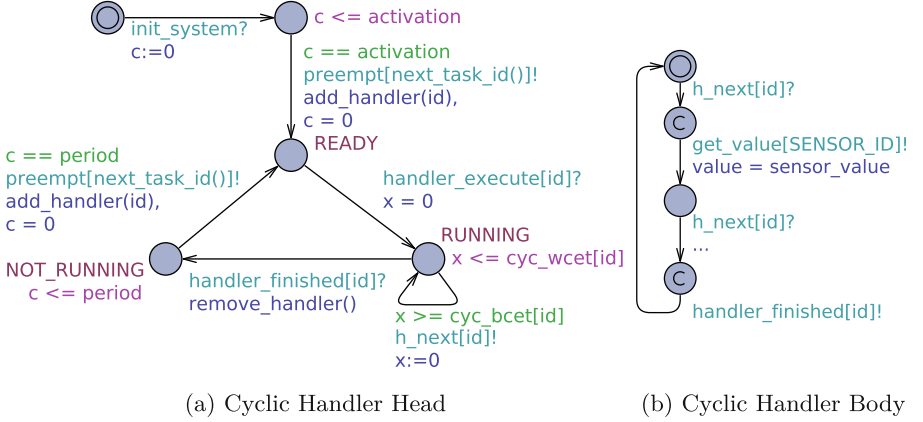 init_system?
c:=0
c <= activation
c == activation
preempt[next_task_id()]!
add_handler(id),
c = 0
READY
c == period
preempt[next_task_id()]!
add_handler(id),
c = 0
handler_execute[id]?
x = 0
RUNNING
x <= cyc_wcet[id]
NOT_RUNNING
c <= period
handler_finished[id]?
remove_handler()
x >= cyc_bcet[id]
h_next[id]!
x:=0
(a) Cyclic Handler Head
h_next[id]?
C
get_value[SENSOR_ID]!
value = sensor_value
h_next[id]?
...
C
handler_finished[id]!
(b) Cyclic Handler Body